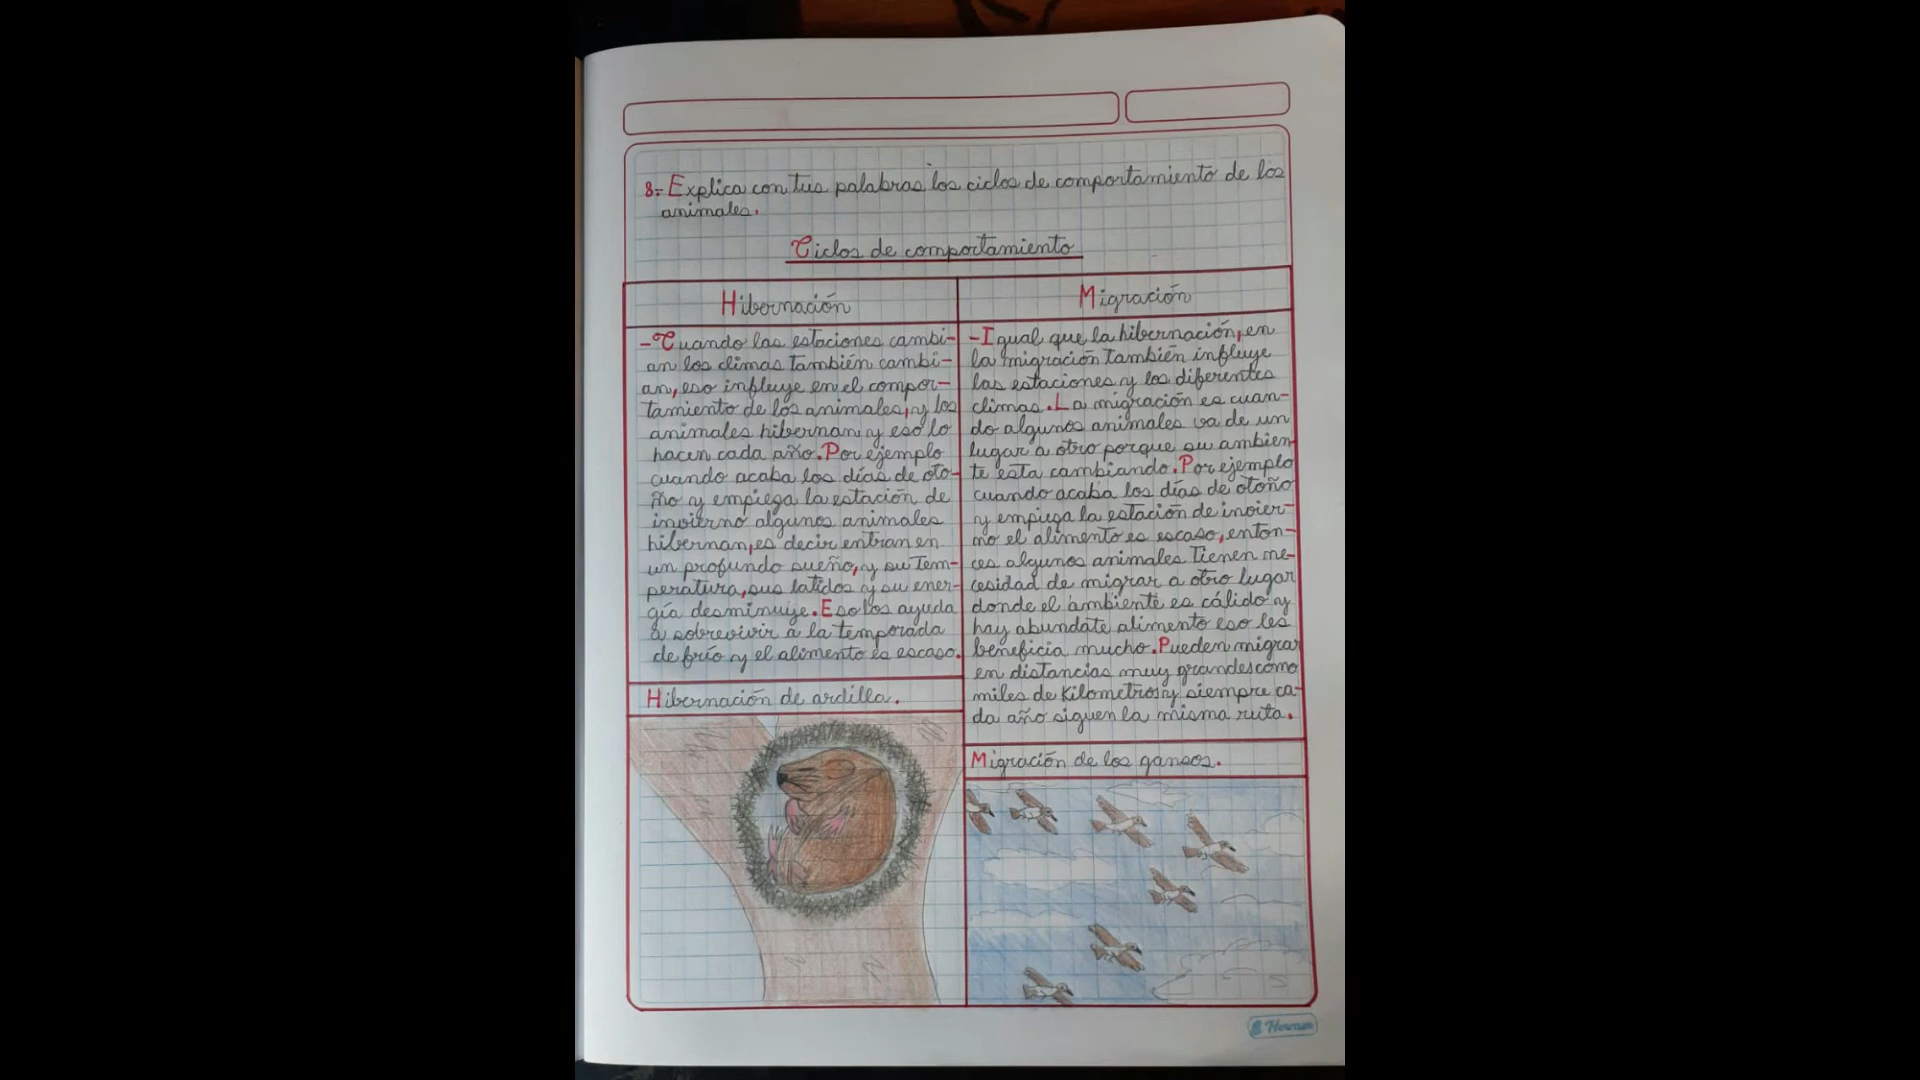 8.- Explica con tus palabras los ciclos de comportamiento de los
animales.
Ciclos de comportamiento
Hibernación
- Cuando las estaciones cambi-
an los climas también cambi-
an, eso influye en el compor-
tamiento de los animales, y los
animales hibernan y eso lo
hacen cada año. Por ejemplo
cuando acaba los días de oto-
ño y empieza la estación de
invierno algunos animales
hibernan, es decir entran en
un profundo sueño, y su tem-
peratura, sus latidos y su ener-
gía desminuye. Eso los ayuda
a sobrevivir a la temporada
de frío y el alimento es escaso.
Hibernación de ardilla.
Migración
- Igual que la hibernación, en
la migración también influye
las estaciones y los diferentes
climas. La migración es cuan-
do algunos animales va de un
lugar a otro porque su ambien
te esta cambiando. Por ejemplo
cuando acaba los días de otoño
y empieza la estación de invier-
no el alimento es escaso, enton-
ces algunos animales tienen ne-
cesidad de migrar a otro lugar
donde el ambiente es cálido y
hay abundate alimento eso les
beneficia mucho. Pueden migrar
en distancias muy grandes como
miles de kilometros y siempre ca-
da año siguen la misma ruta.
Migración de los gansos.